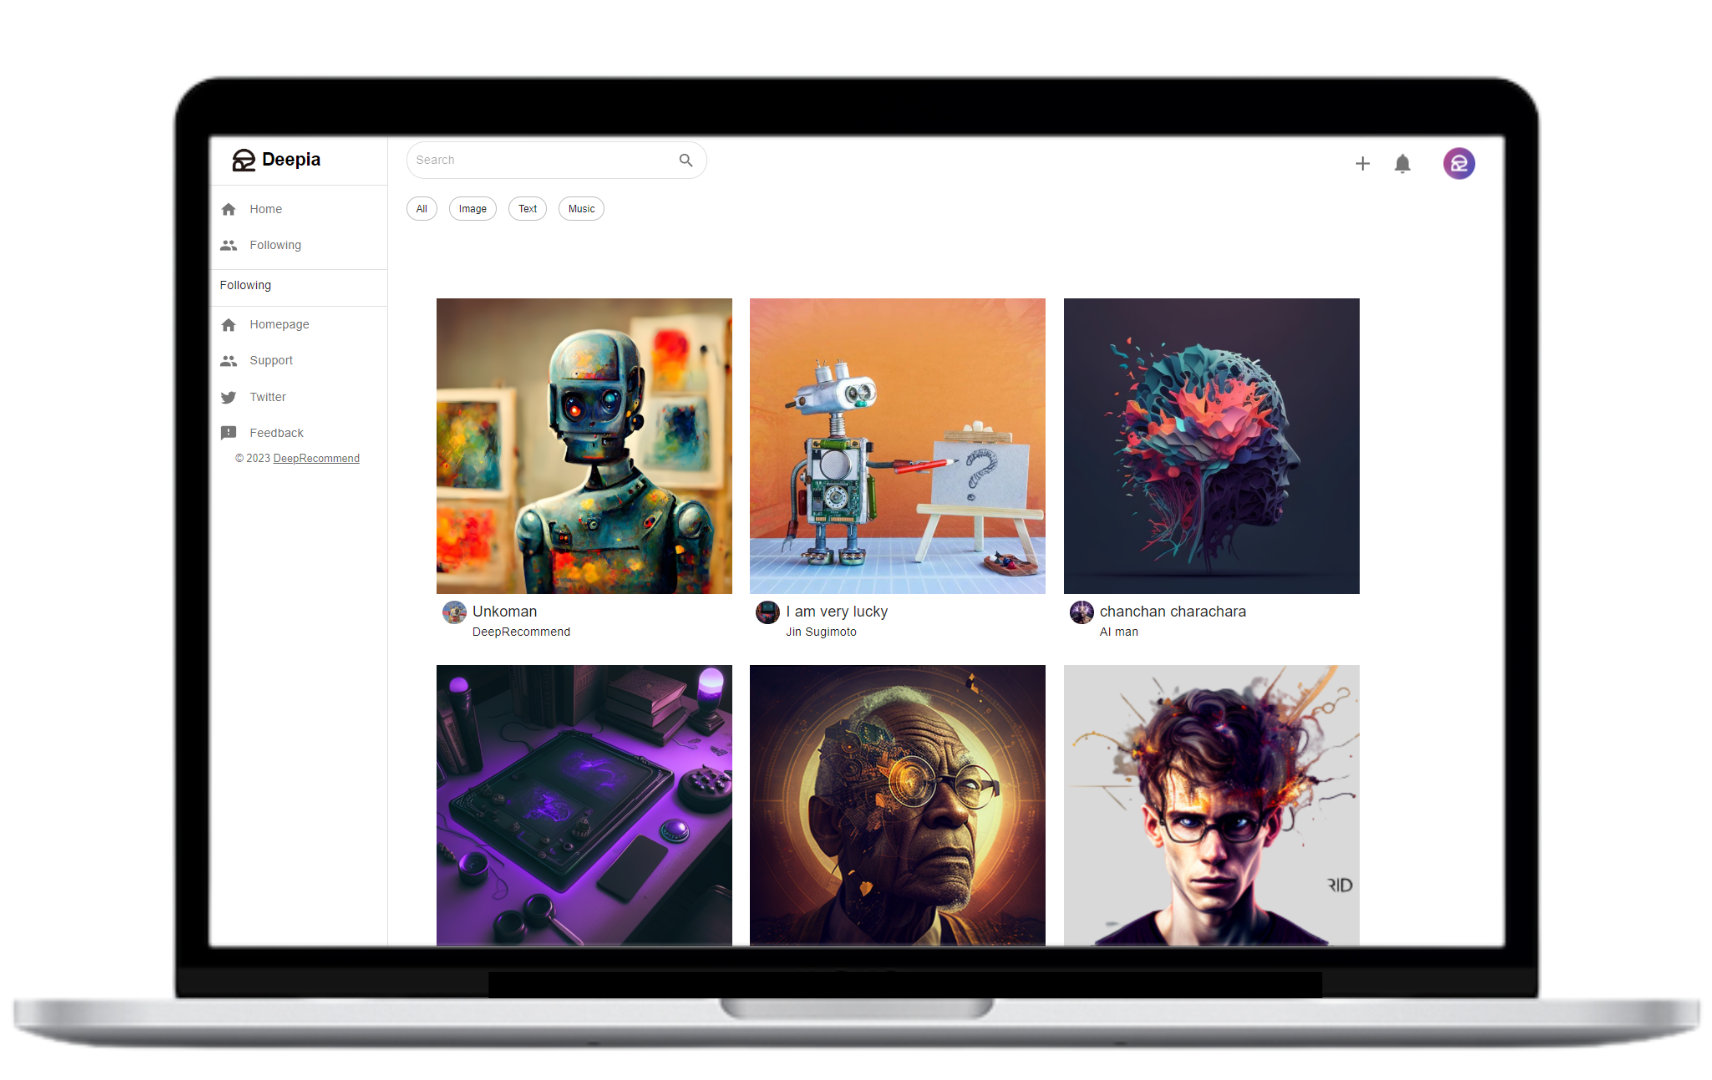 Deepia
Search
All
Image
Text
Music
Home
Following
Following
Homepage
Support
Twitter
Feedback
© 2023 DeepRecommend
?
Unkoman
DeepRecommend
I am very lucky
Jin Sugimoto
chanchan charachara
AI man
RID